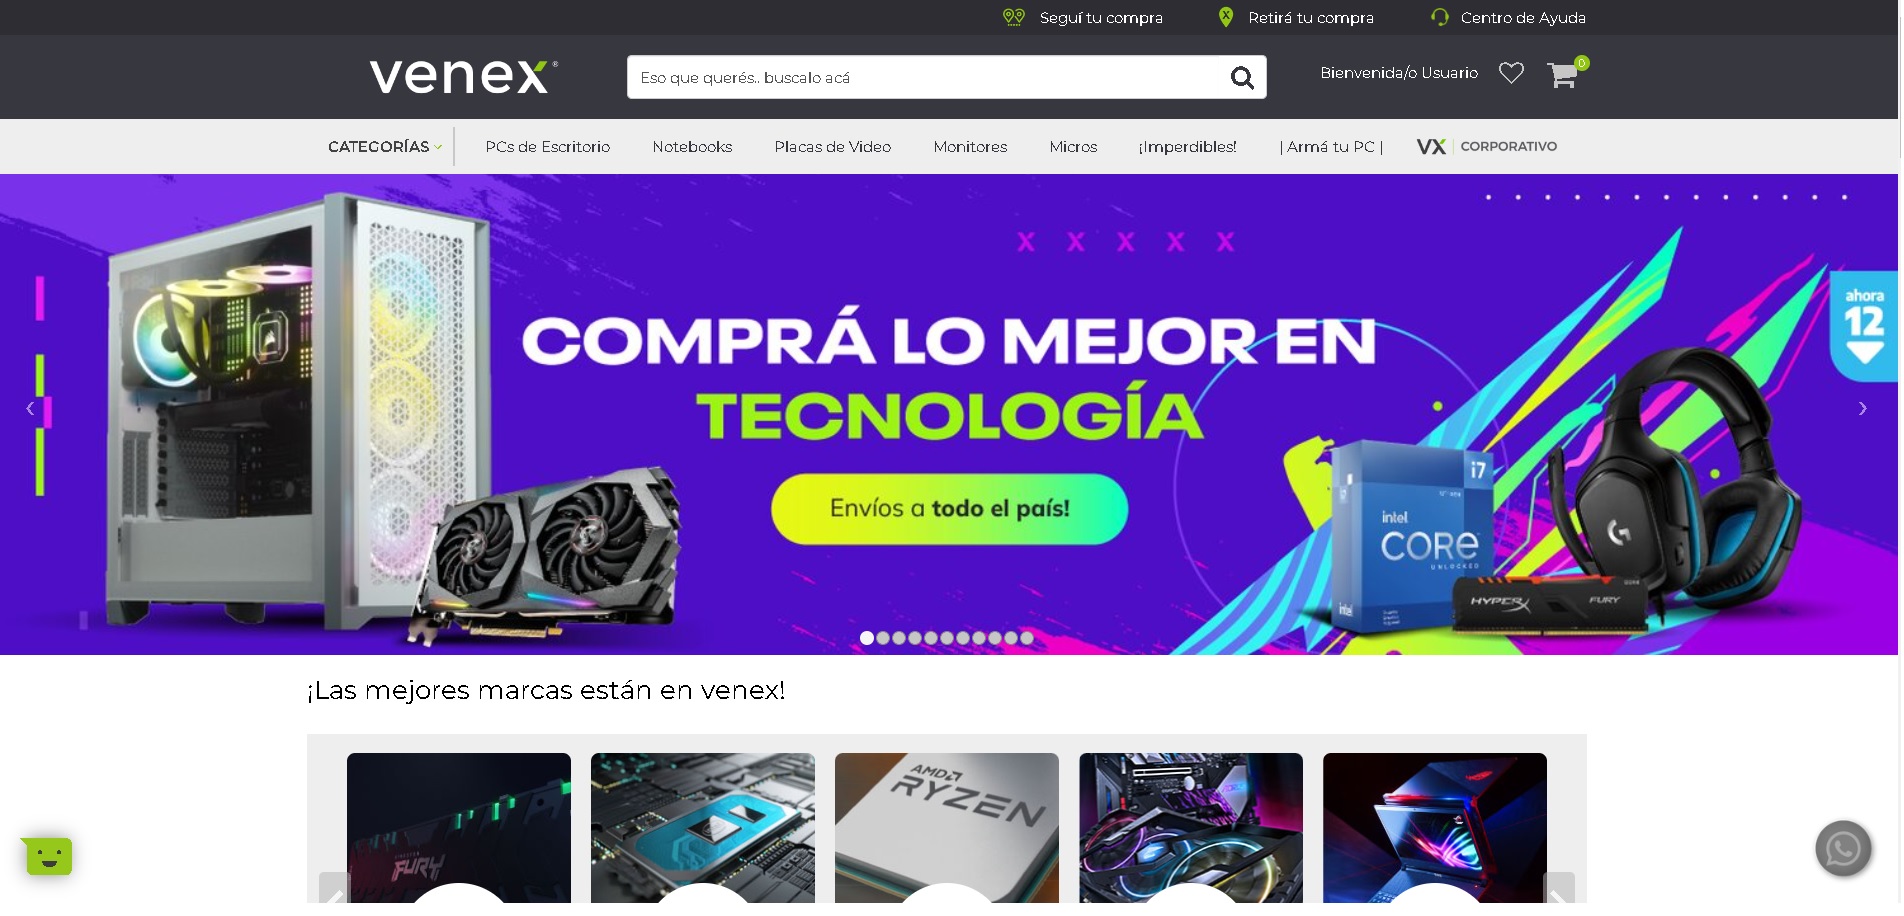 Seguí tu compra
Retirá tu compra
Centro de Ayuda
venex®
Eso que querés.. buscalo acá
Bienvenida/o Usuario
0
CATEGORÍAS
PCs de Escritorio
Notebooks
Placas de Video
Monitores
Micros
¡Imperdibles!
| Armá tu PC |
VX | CORPORATIVO
X X X X X
ahora
12
COMPRÁ LO MEJOR EN
TECNOLOGÍA
Envíos a todo el país!
i7
intel
CORE
UNLOCKED
intel
G
HYPERX
FURY
¡Las mejores marcas están en venex!
FURY
AMD
RYZEN